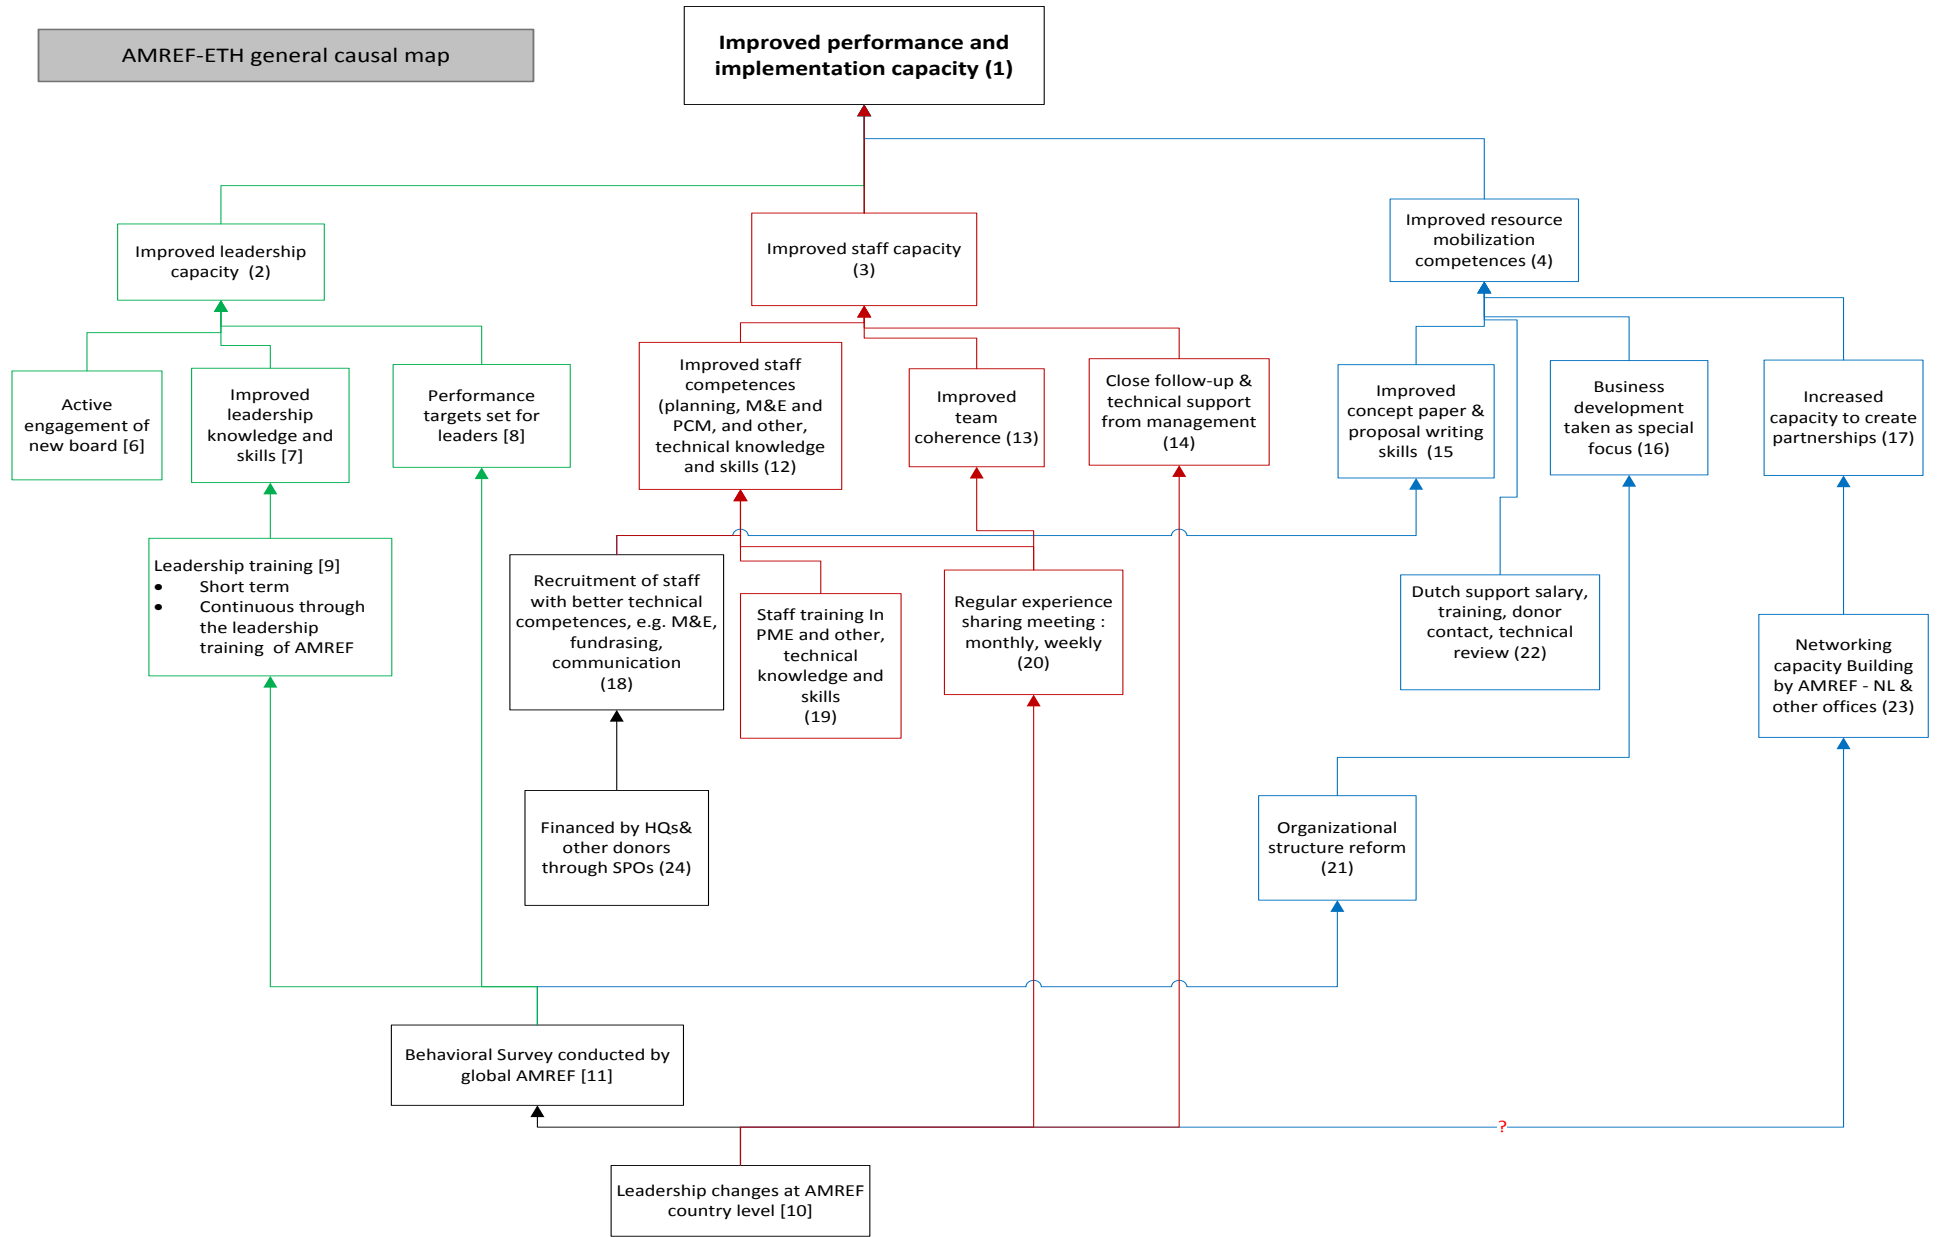 AMREF-ETH general causal map
Improved performance and
implementation capacity (1)
Improved leadership
capacity (2)
Improved staff capacity
(3)
Improved resource
mobilization
competences (4)
Active
engagement of
new board [6]
Improved
leadership
knowledge and
skills [7]
Performance
targets set for
leaders [8]
Improved staff
competences
(planning, M&E and
PCM, and other,
technical knowledge
and skills (12)
Improved
team
coherence (13)
Close follow-up &
technical support
from management
(14)
Improved
concept paper &
proposal writing
skills (15
Business
development
taken as special
focus (16)
Increased
capacity to create
partnerships (17)
Leadership training [9]
• Short term
• Continuous through
the leadership
training of AMREF
Recruitment of staff
with better technical
competences, e.g. M&E,
fundrasing,
communication
(18)
Staff training In
PME and other,
technical
knowledge and
skills
(19)
Regular experience
sharing meeting :
monthly, weekly
(20)
Dutch support salary,
training, donor
contact, technical
review (22)
Networking
capacity Building
by AMREF - NL &
other offices (23)
Financed by HQs&
other donors
through SPOs (24)
Organizational
structure reform
(21)
Behavioral Survey conducted by
global AMREF [11]
?
Leadership changes at AMREF
country level [10]